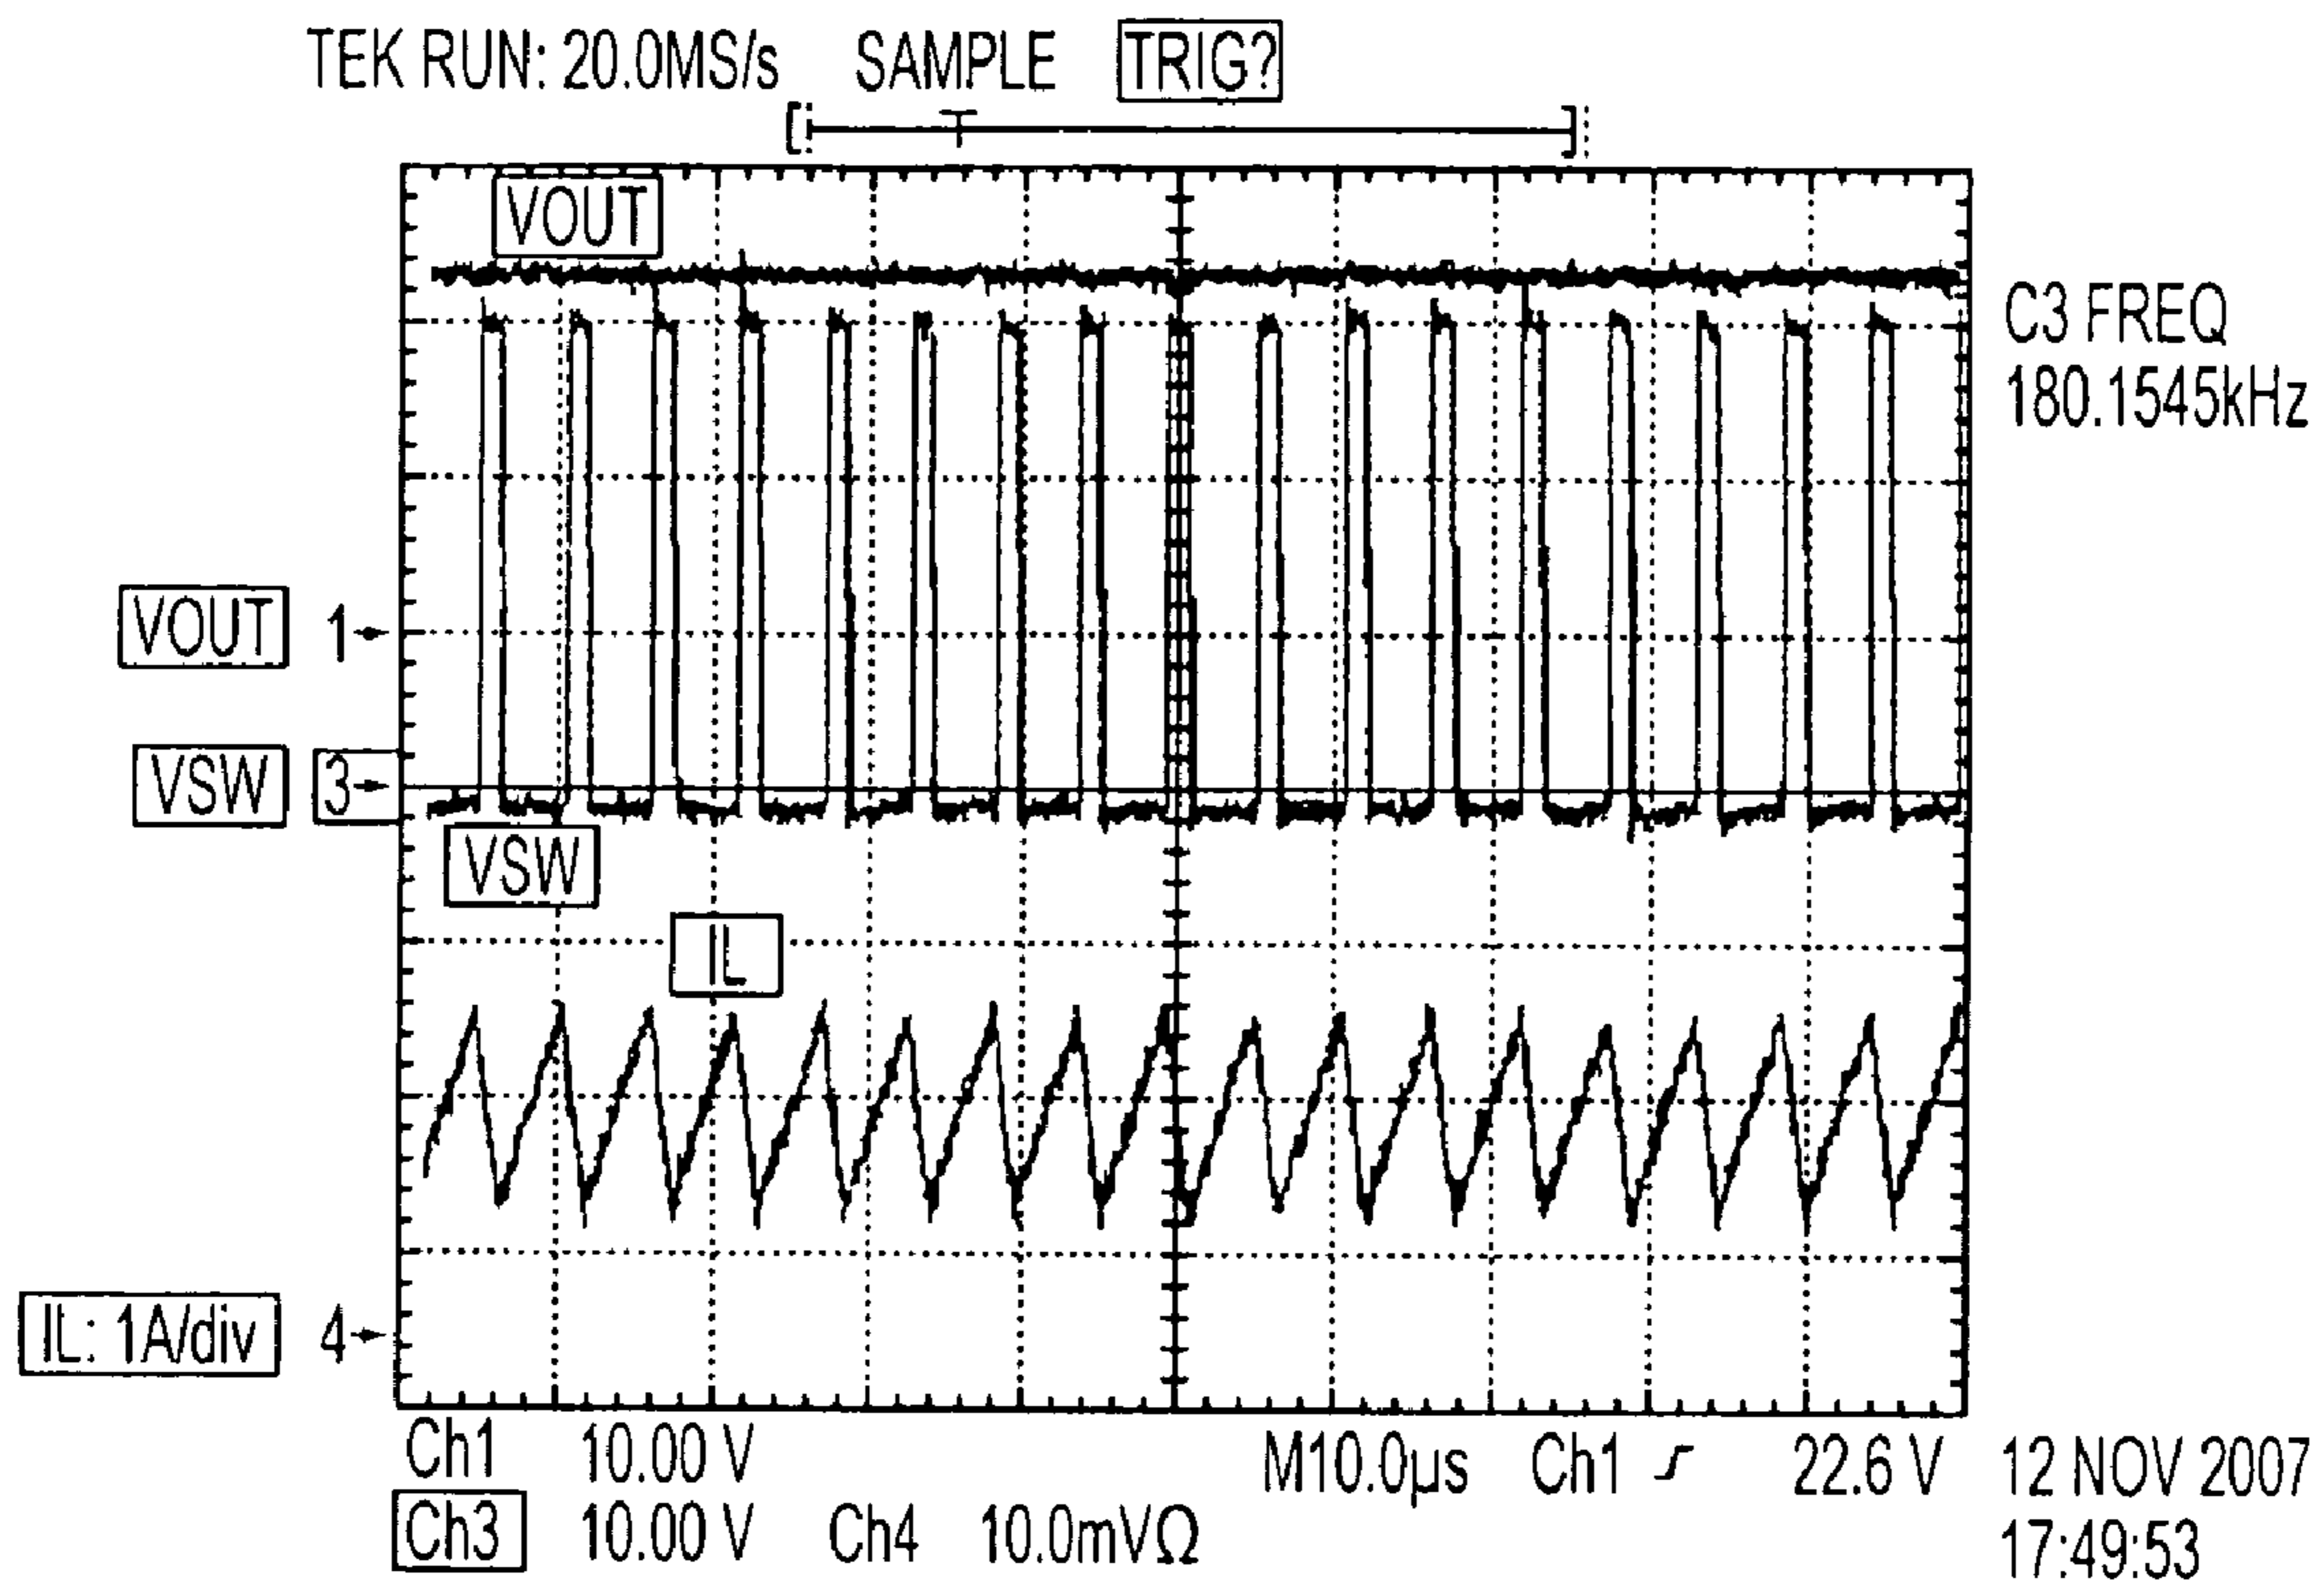 TEK RUN: 20.0MS/s SAMPLE TRIG?
VOUT
C3 FREQ
180.1545kHz
VOUT 1
VSW 3
VSW
IL
IL: 1A/div 4
Ch1 10.00 V M10.0µs Ch1 22.6 V 12 NOV 2007
Ch3 10.00 V Ch4 10.0mVΩ 17:49:53